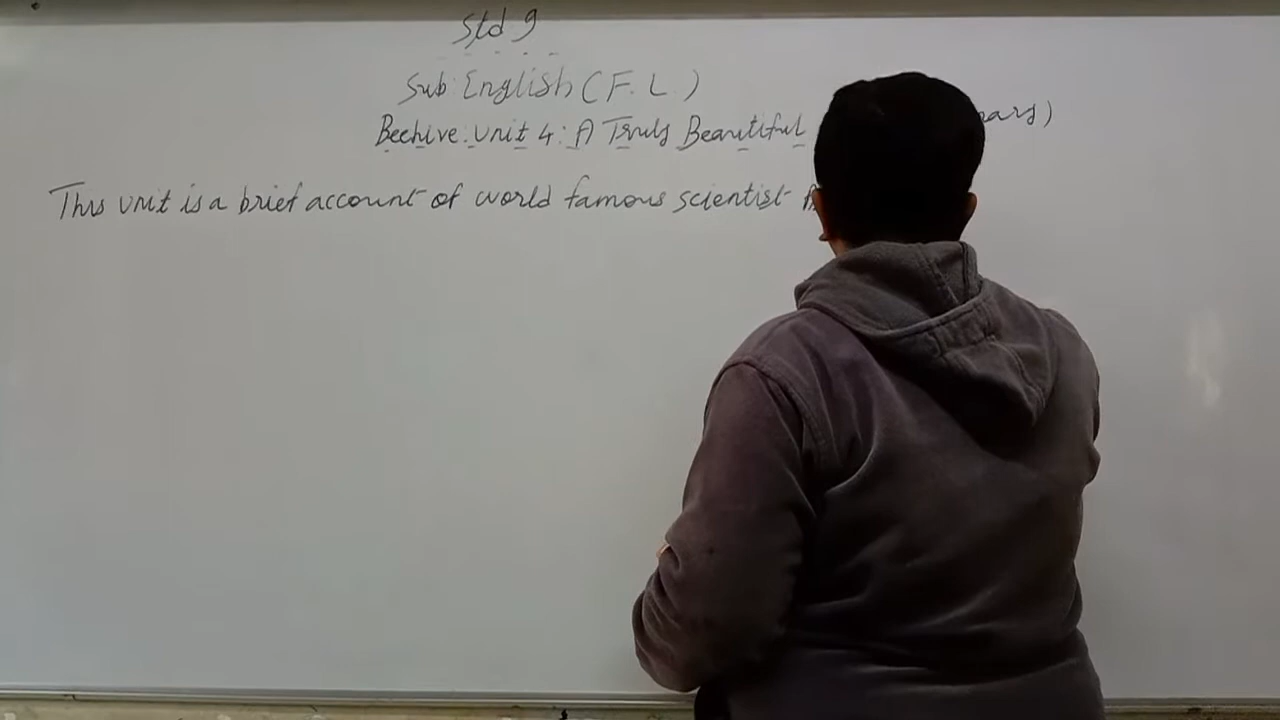 Std 9
Sub: English (F. L.)
Beehive: Unit 4: A Truly Beautiful
This unit is a brief account of world famous scientist